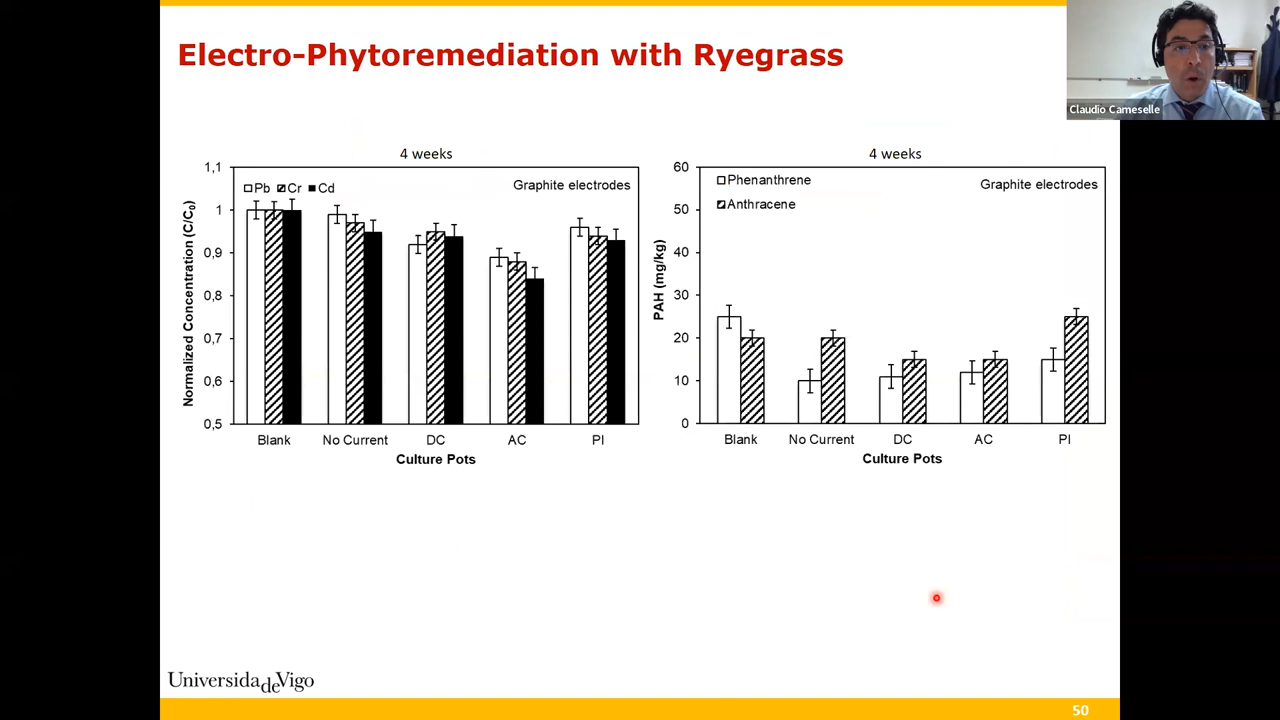 Electro-Phytoremediation with Ryegrass
Claudio Cameselle
4 weeks
1,1
1
0,9
0,8
0,7
0,6
0,5
Normalized Concentration (C/C₀)
Pb Cr Cd
Graphite electrodes
Blank No Current DC AC PI
Culture Pots
4 weeks
60
50
40
30
20
10
0
PAH (mg/kg)
Phenanthrene
Anthracene
Graphite electrodes
Blank No Current DC AC PI
Culture Pots
UniversidadeVigo
50